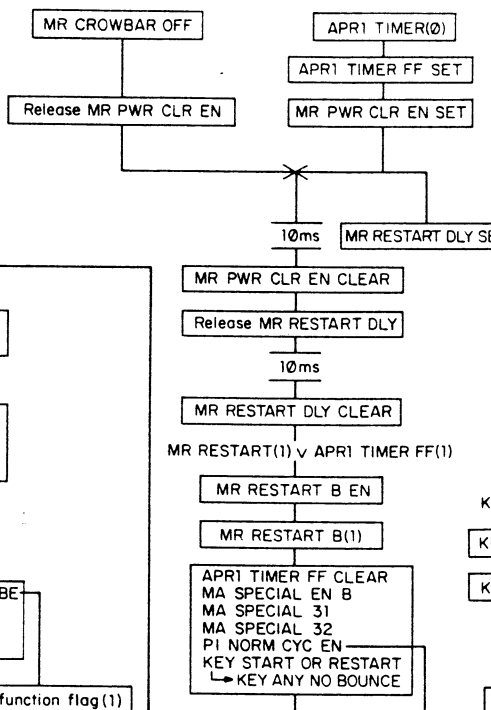 MR CROWBAR OFF
APR1 TIMER(Ø)
APR1 TIMER FF SET
Release MR PWR CLR EN
MR PWR CLR EN SET
1Øms
MR RESTART DLY SE
MR PWR CLR EN CLEAR
Release MR RESTART DLY
1Øms
MR RESTART DLY CLEAR
MR RESTART(1) v APR1 TIMER FF(1)
MR RESTART B EN
MR RESTART B(1)
APR1 TIMER FF CLEAR
MA SPECIAL EN B
MA SPECIAL 31
MA SPECIAL 32
PI NORM CYC EN
KEY START OR RESTART
KEY ANY NO BOUNCE
K
K
K
BE
function flag(1)